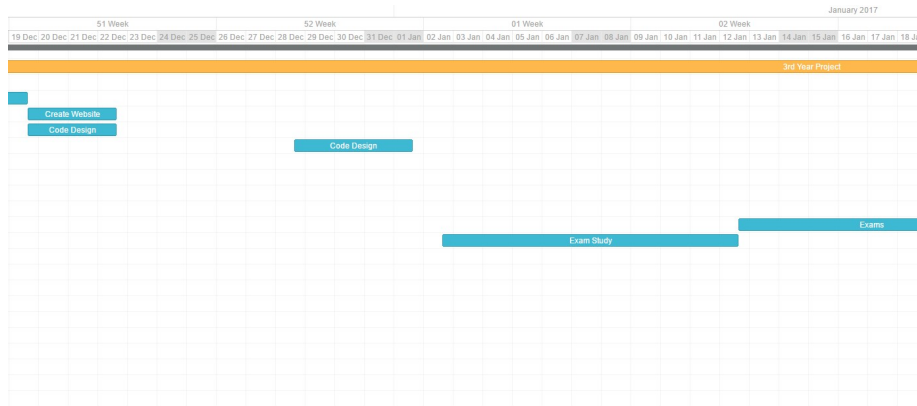 January 2017
51 Week 52 Week 01 Week 02 Week
19 Dec 20 Dec 21 Dec 22 Dec 23 Dec 24 Dec 25 Dec 26 Dec 27 Dec 28 Dec 29 Dec 30 Dec 31 Dec 01 Jan 02 Jan 03 Jan 04 Jan 05 Jan 06 Jan 07 Jan 08 Jan 09 Jan 10 Jan 11 Jan 12 Jan 13 Jan 14 Jan 15 Jan 16 Jan 17 Jan 18 J
3rd Year Project
Create Website
Code Design
Code Design
Exams
Exam Study